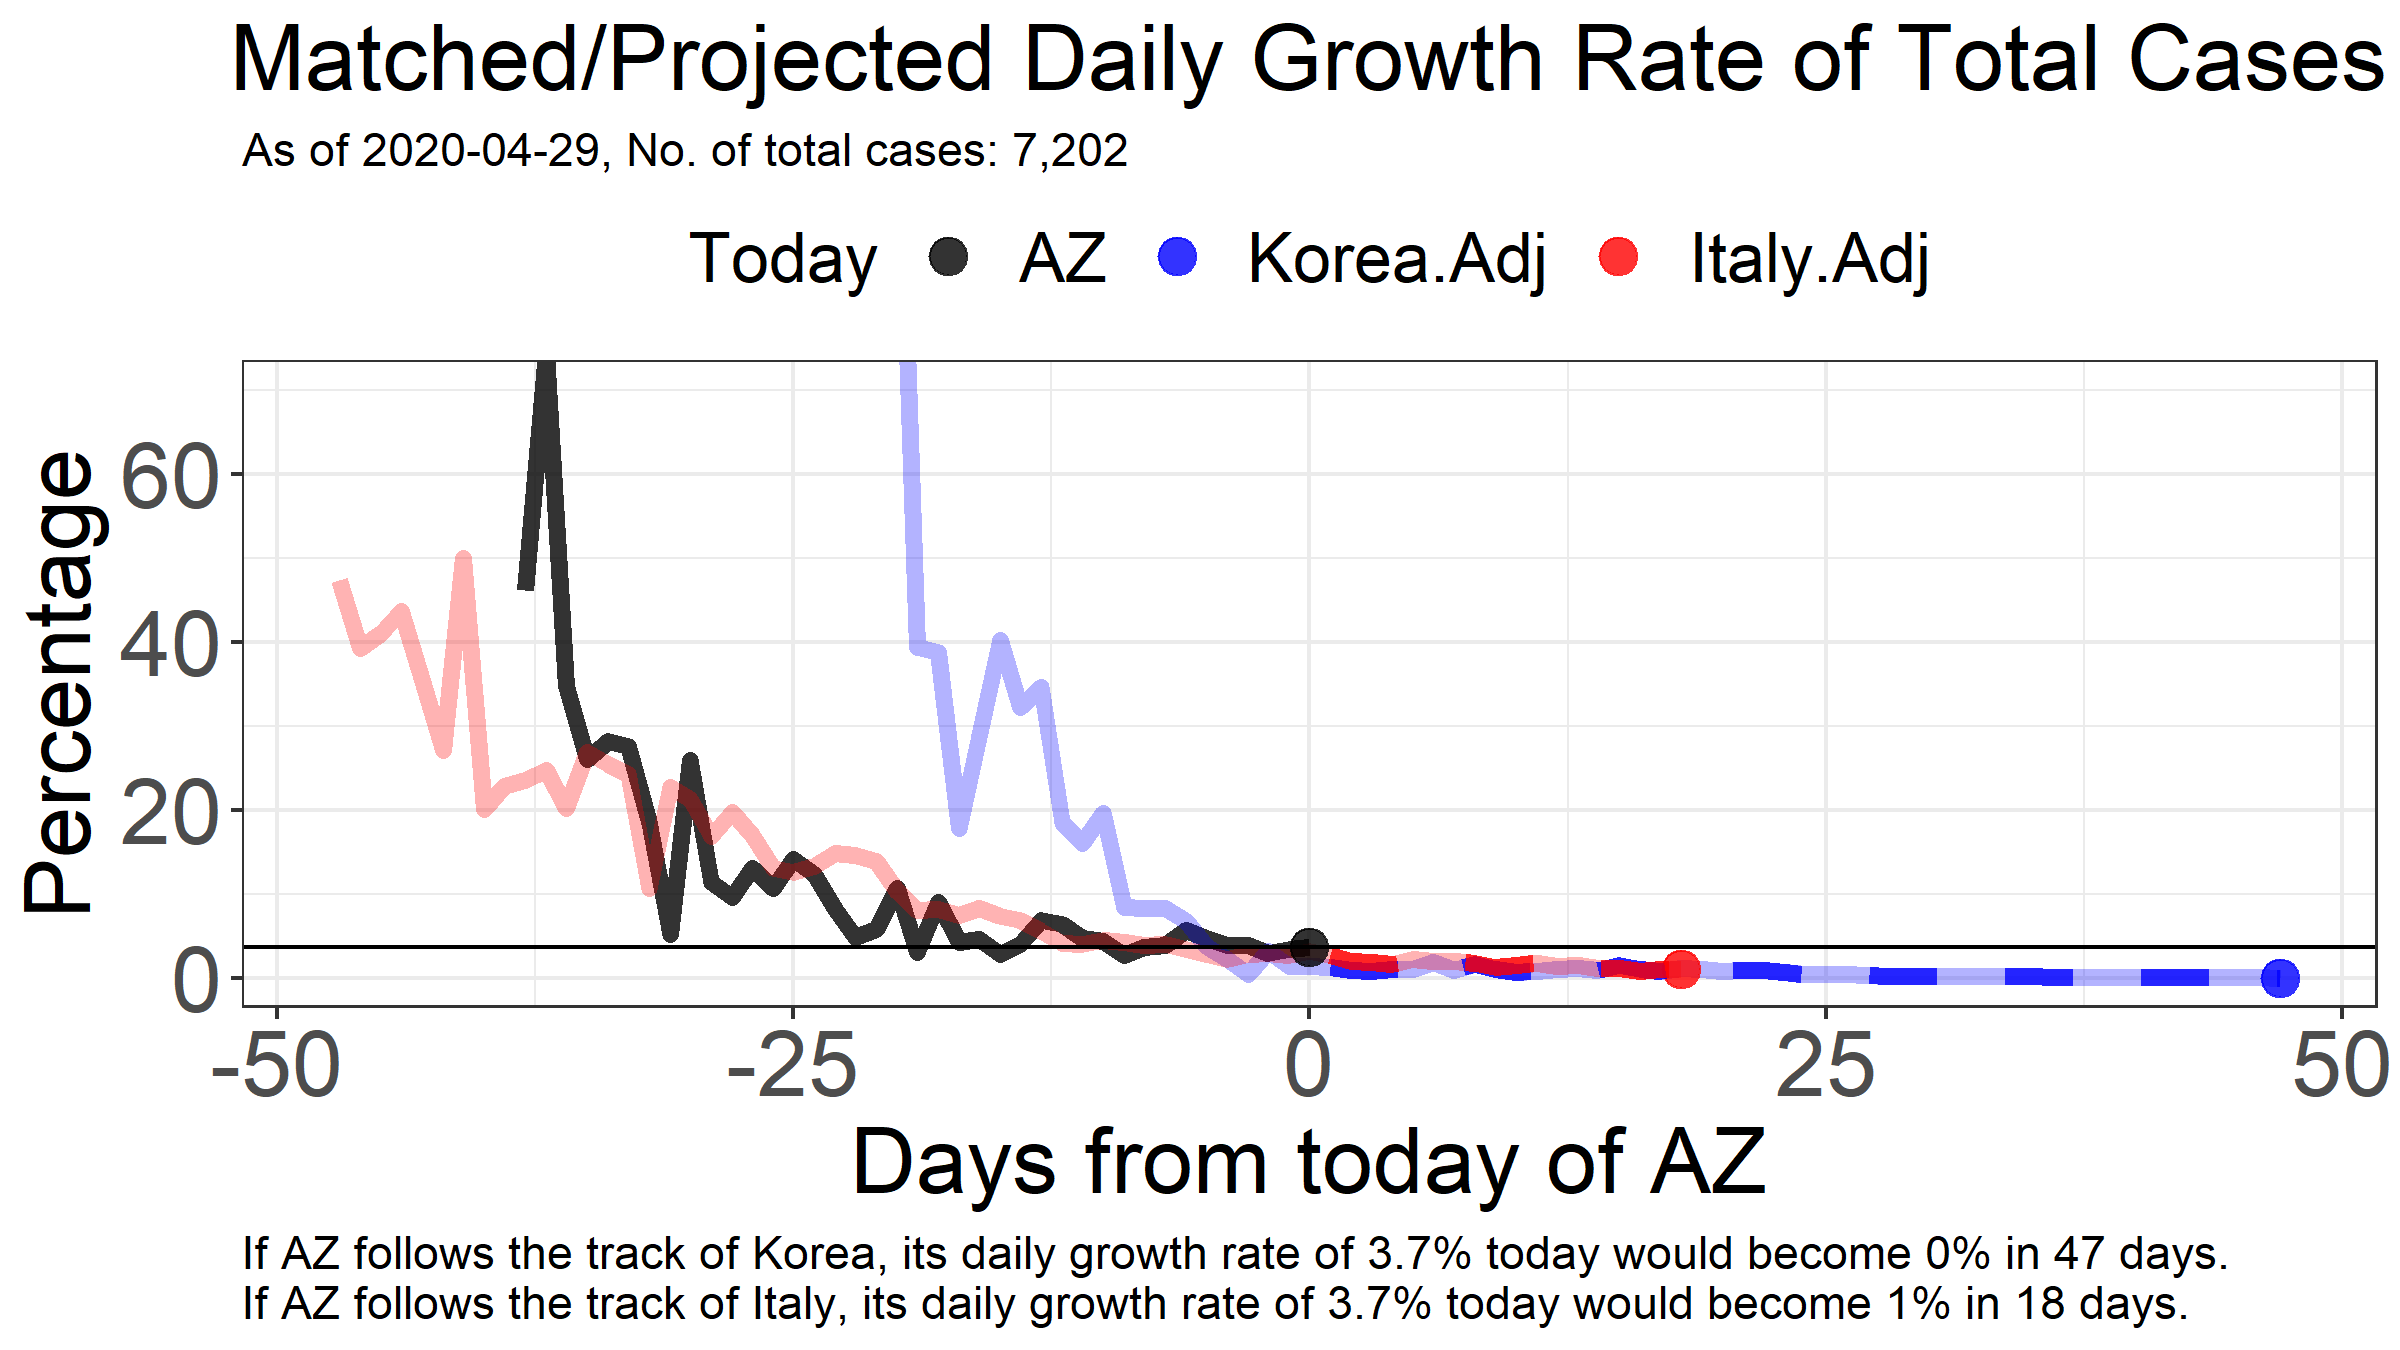 Matched/Projected Daily Growth Rate of Total Cases
As of 2020-04-29, No. of total cases: 7,202
Today AZ Korea.Adj Italy.Adj
Percentage
60
40
20
0
-50 -25 0 25 50
Days from today of AZ
If AZ follows the track of Korea, its daily growth rate of 3.7% today would become 0% in 47 days.
If AZ follows the track of Italy, its daily growth rate of 3.7% today would become 1% in 18 days.